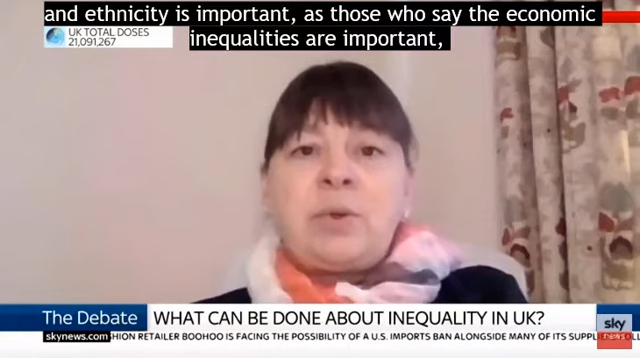 and ethnicity is important, as those who say the economic
inequalities are important,
UK TOTAL DOSES
21,091,267
The Debate
WHAT CAN BE DONE ABOUT INEQUALITY IN UK?
sky
news
skynews.com HION RETAILER BOOHOO IS FACING THE POSSIBILITY OF A U.S. IMPORTS BAN ALONGSIDE MANY OF ITS